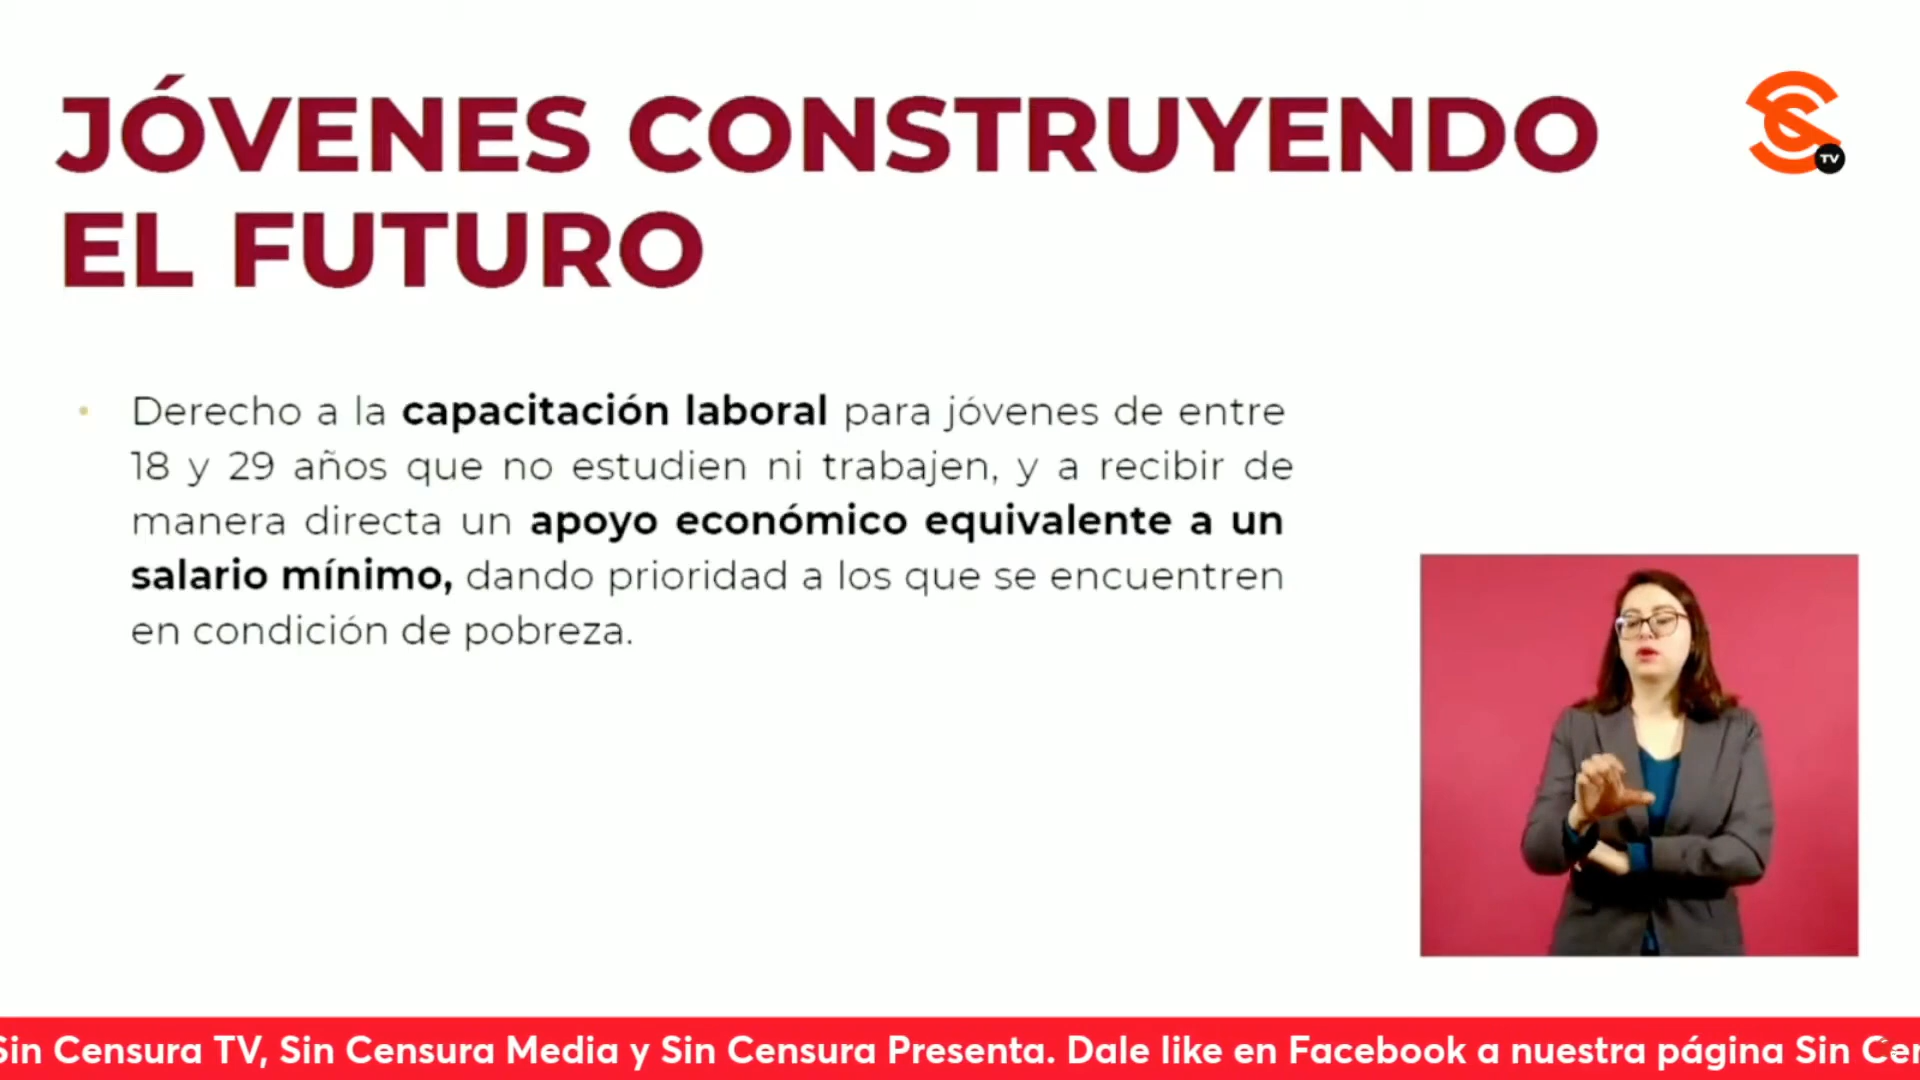 JÓVENES CONSTRUYENDO
EL FUTURO
TV
• Derecho a la capacitación laboral para jóvenes de entre
18 y 29 años que no estudien ni trabajen, y a recibir de
manera directa un apoyo económico equivalente a un
salario mínimo, dando prioridad a los que se encuentren
en condición de pobreza.
Sin Censura TV, Sin Censura Media y Sin Censura Presenta. Dale like en Facebook a nuestra página Sin Cen